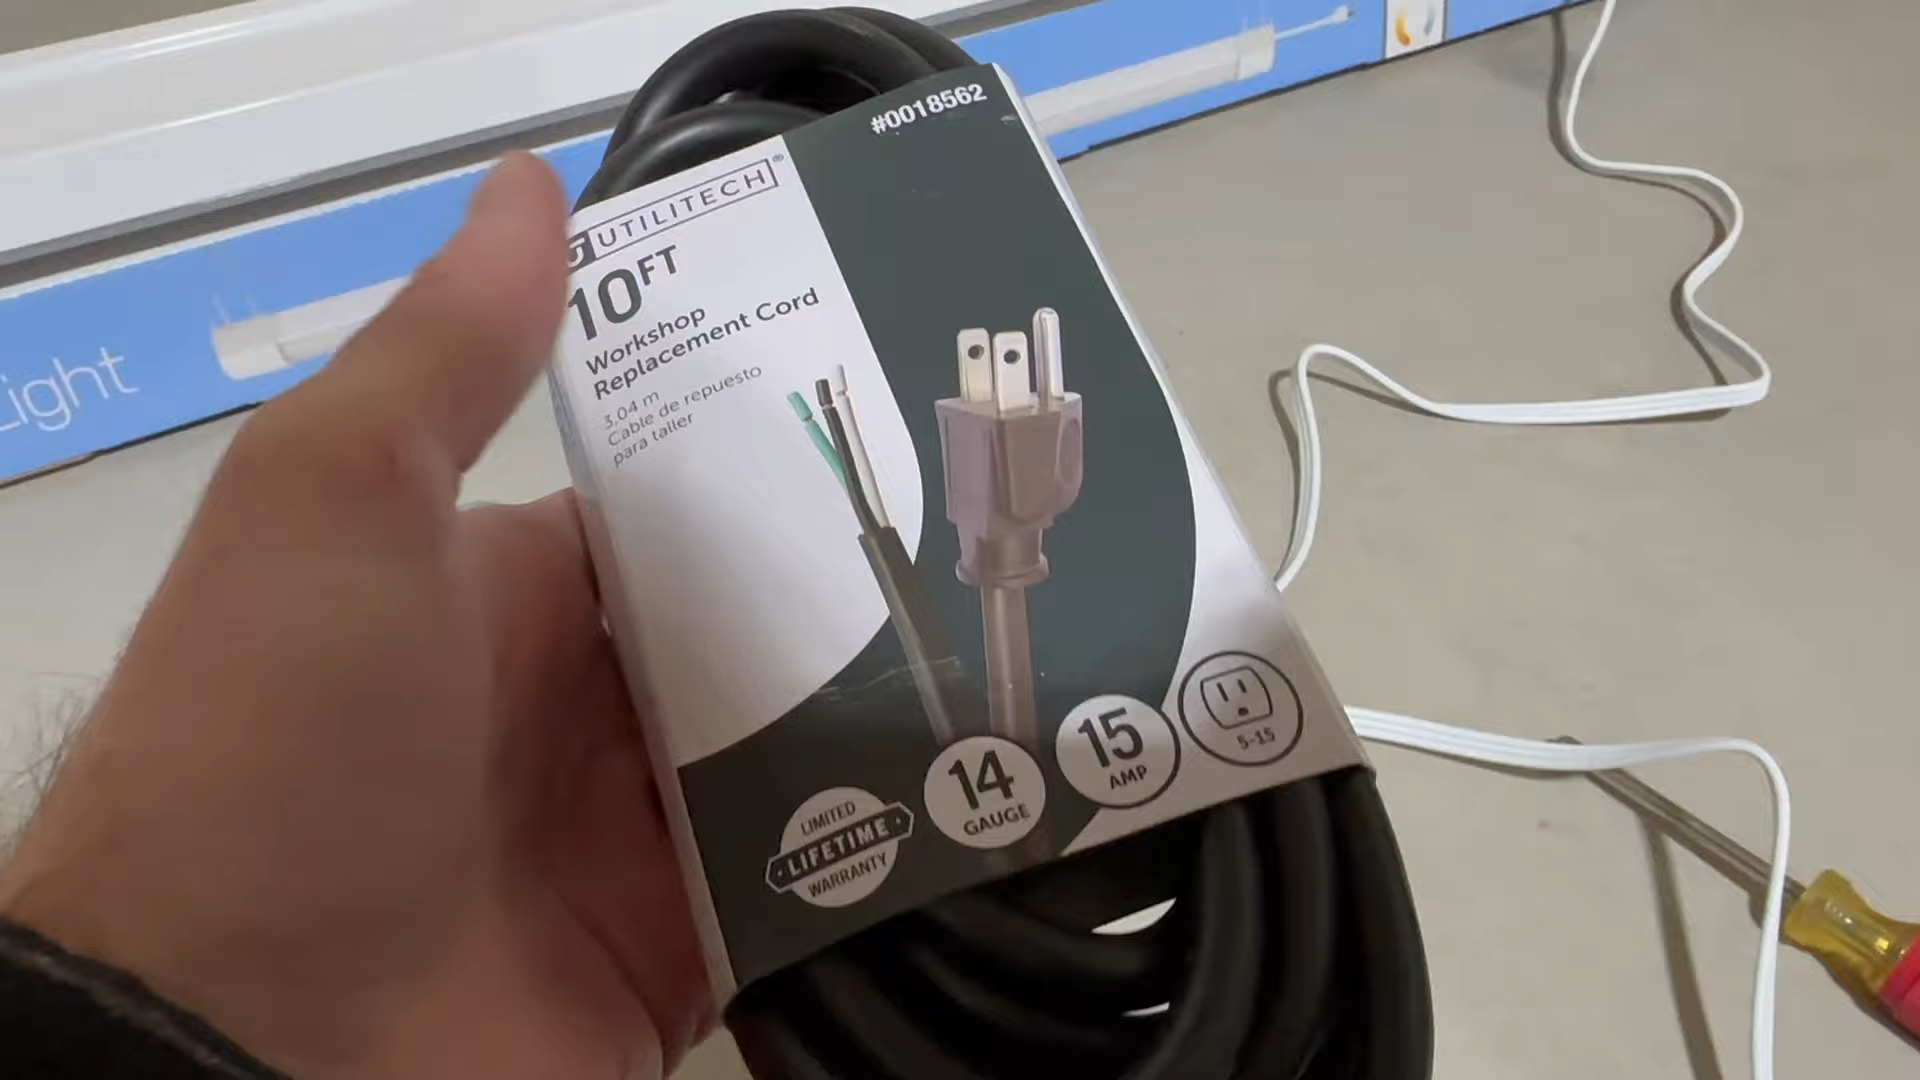 #0018562
UTILITECH®
10FT
Workshop
Replacement Cord
3,04 m
Cable de repuesto
para taller
Light
LIMITED
LIFETIME
WARRANTY
14
GAUGE
15
AMP
5-15